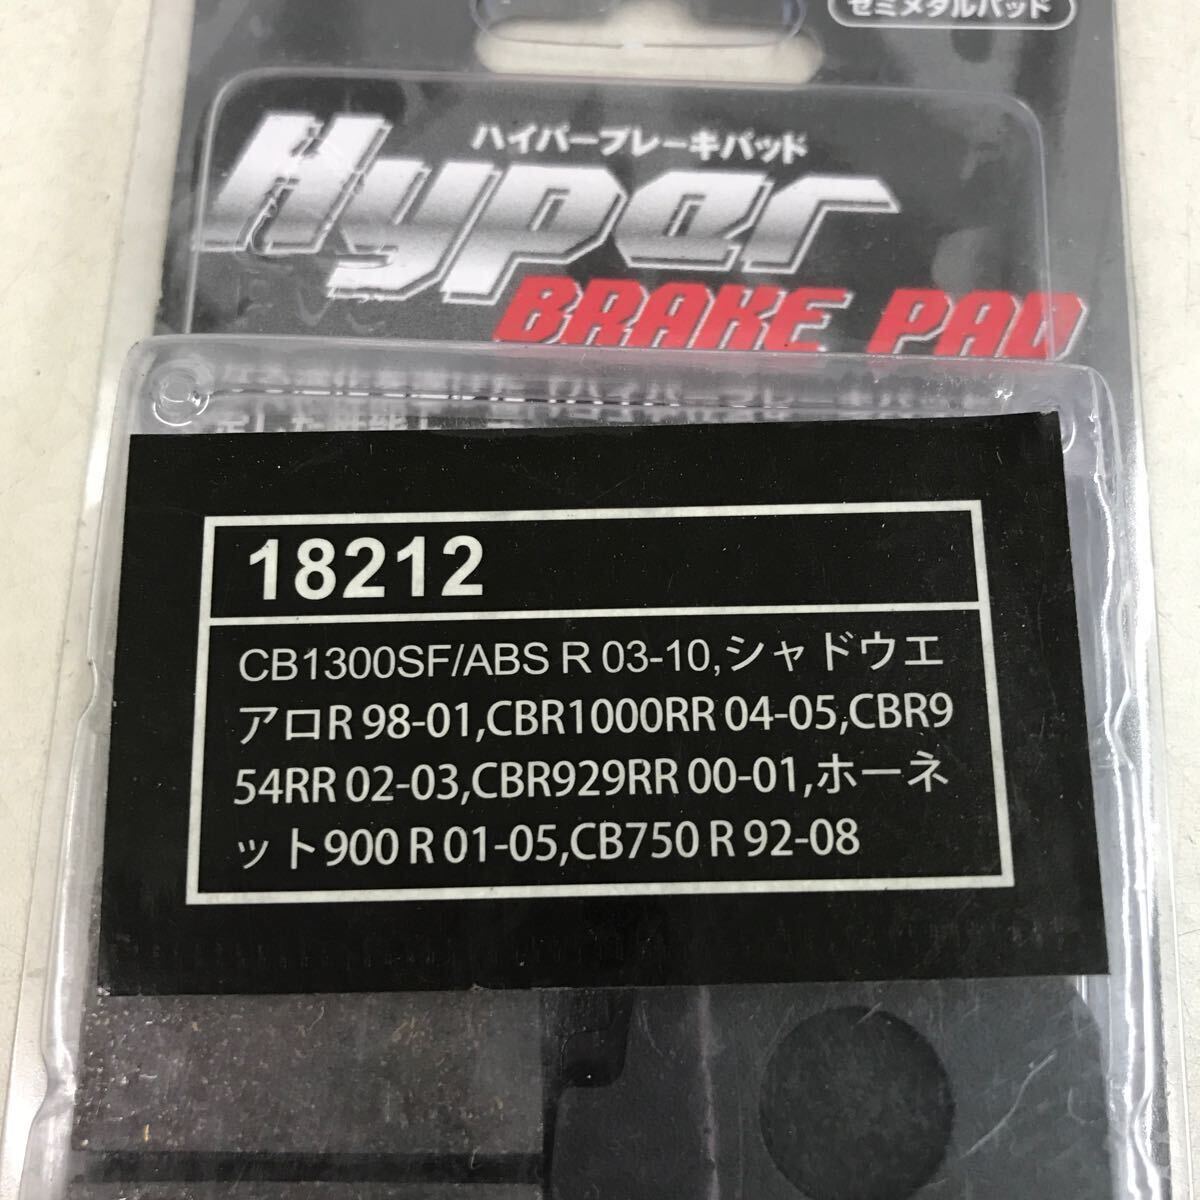 セミメタルパッド
ハイパーブレーキパッド
Hyper
BRAKE PAD
18212
CB1300SF/ABS R 03-10,シャドウエ
アロR 98-01,CBR1000RR 04-05,CBR9
54RR 02-03,CBR929RR 00-01,ホーネ
ット900 R 01-05,CB750 R 92-08